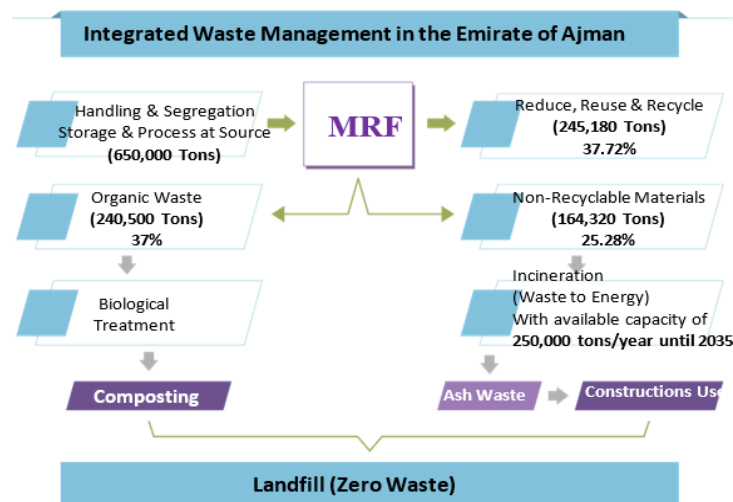 Integrated Waste Management in the Emirate of Ajman
Handling & Segregation
Storage & Process at Source
(650,000 Tons)
MRF
Reduce, Reuse & Recycle
(245,180 Tons)
37.72%
Organic Waste
(240,500 Tons)
37%
Non-Recyclable Materials
(164,320 Tons)
25.28%
Biological
Treatment
Incineration
(Waste to Energy)
With available capacity of
250,000 tons/year until 2035
Composting
Ash Waste
Constructions Use
Landfill (Zero Waste)